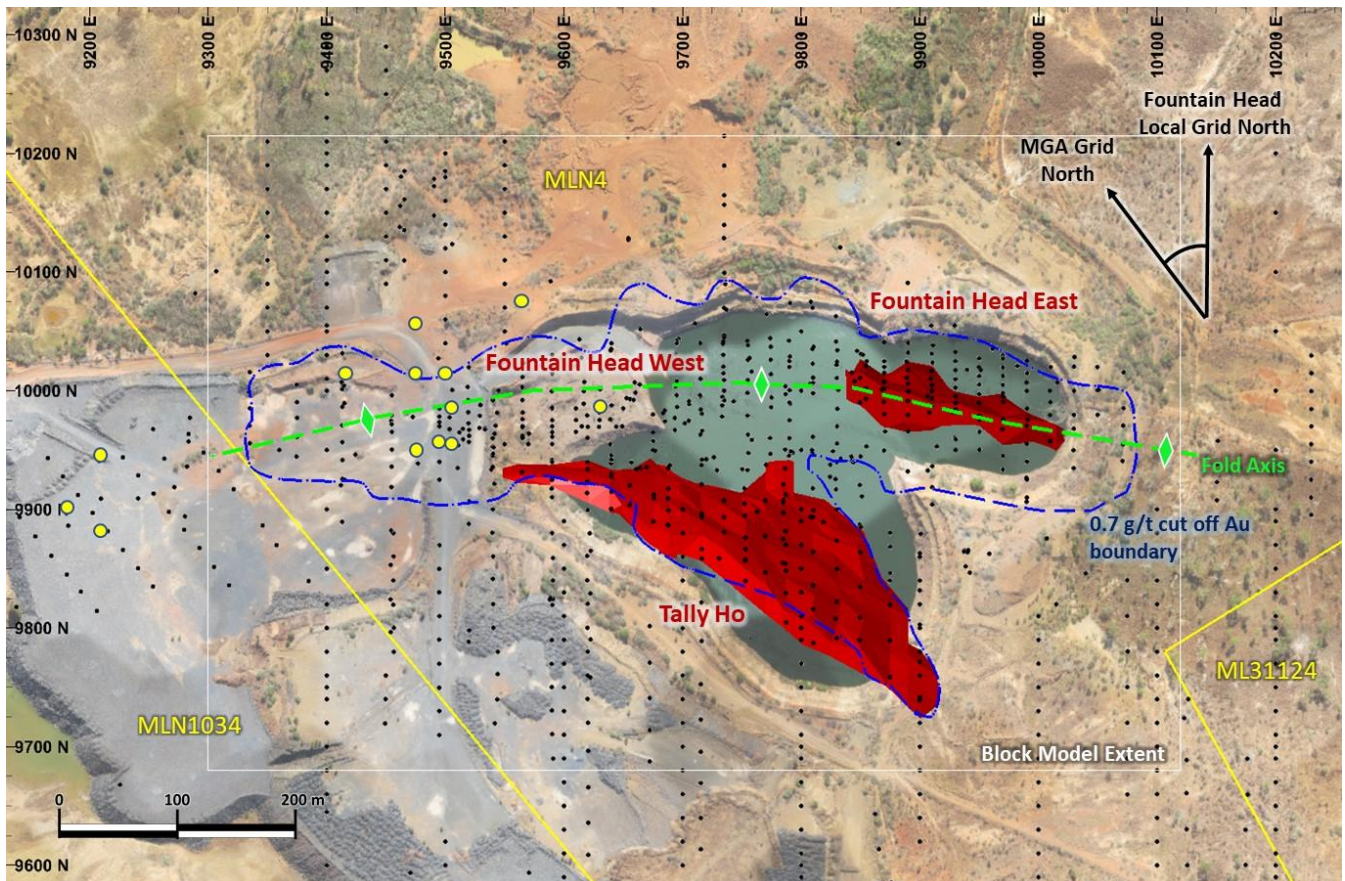 9200 E
9300 E
9400 E
9500 E
9600 E
9700 E
9800 E
9900 E
10000 E
10100 E
10200 E
10300 N
Fountain Head
Local Grid North
MGA Grid
North
10200 N
MLN4
10100 N
Fountain Head East
Fountain Head West
10000 N
Fold Axis
9900 N
0.7 g/t cut off Au
boundary
Tally Ho
9800 N
ML31124
MLN1034
9700 N
Block Model Extent
0
100
200 m
9600 N